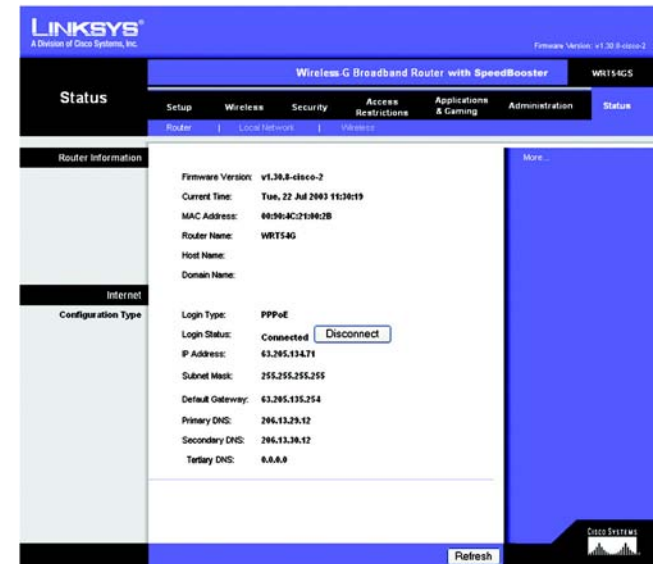 LINKSYS®
A Division of Cisco Systems, Inc.
Firmware Version: v1.30.8-cisco-2
Wireless-G Broadband Router with SpeedBooster
WRT54GS
Status
Setup
Wireless
Security
Access Restrictions
Applications & Gaming
Administration
Status
Router | Local Network | Wireless
Router Information
More...
Firmware Version: v1.30.8-cisco-2
Current Time: Tue, 22 Jul 2003 11:30:19
MAC Address: 00:90:4C:21:00:2B
Router Name: WRT54G
Host Name:
Domain Name:
Internet
Configuration Type
Login Type: PPPoE
Login Status: Connected Disconnect
IP Address: 63.205.134.71
Subnet Mask: 255.255.255.255
Default Gateway: 63.205.135.254
Primary DNS: 206.13.29.12
Secondary DNS: 206.13.30.12
Tertiary DNS: 0.0.0.0
Refresh
CISCO SYSTEMS